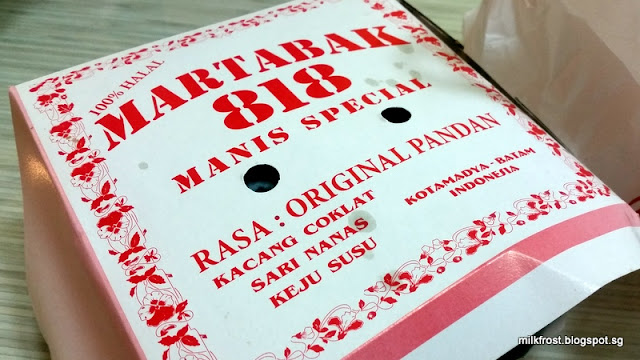 100% HALAL
MARTABAK
818
MANIS SPECIAL
RASA : ORIGINAL PANDAN
KACANG COKLAT
SARI NANAS
KEJU SUSU
KOTAMADYA - BATAM
INDONEIIA
milkfrost.blogspot.sg